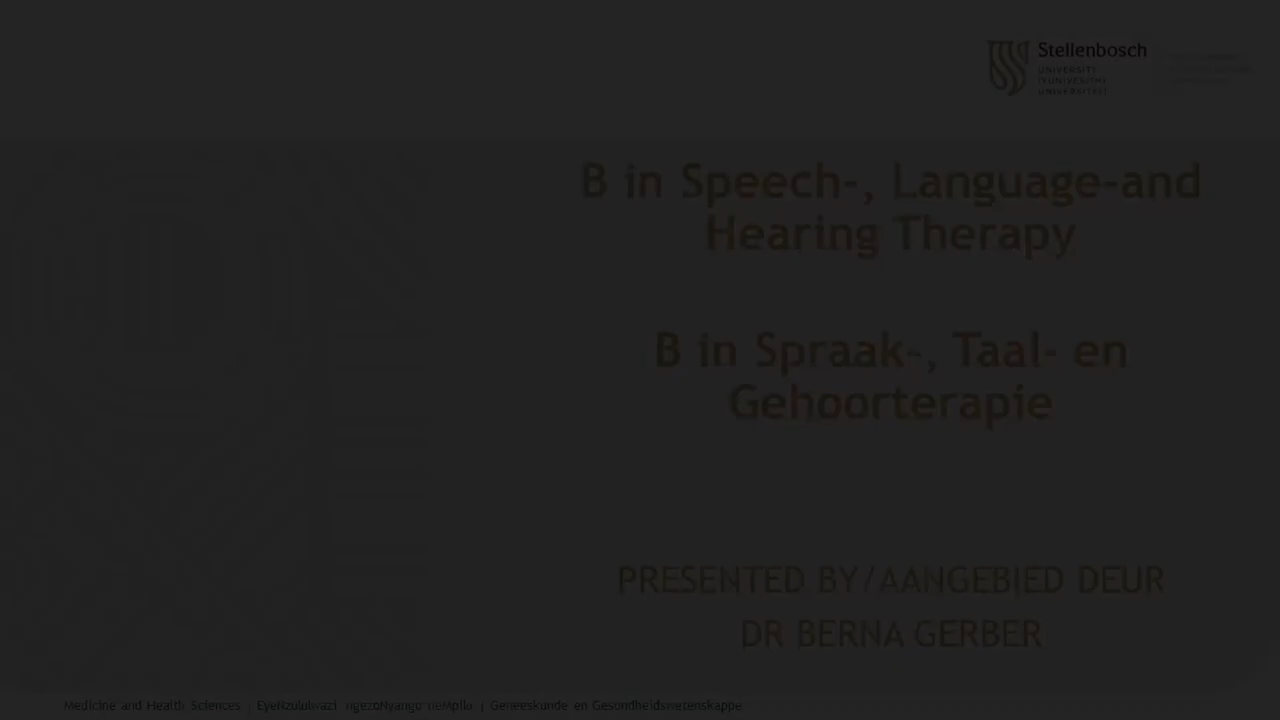 Stellenbosch
UNIVERSITY
IYUNIVESITHI
UNIVERSITEIT
B in Speech-, Language-and
Hearing Therapy
B in Spraak-, Taal- en
Gehoorterapie
PRESENTED BY/AANGEBIED DEUR
DR BERNA GERBER
Medicine and Health Sciences | EyeNzululwazi ngezoNyango neMpilo | Geneeskunde en Gesondheidswetenskappe